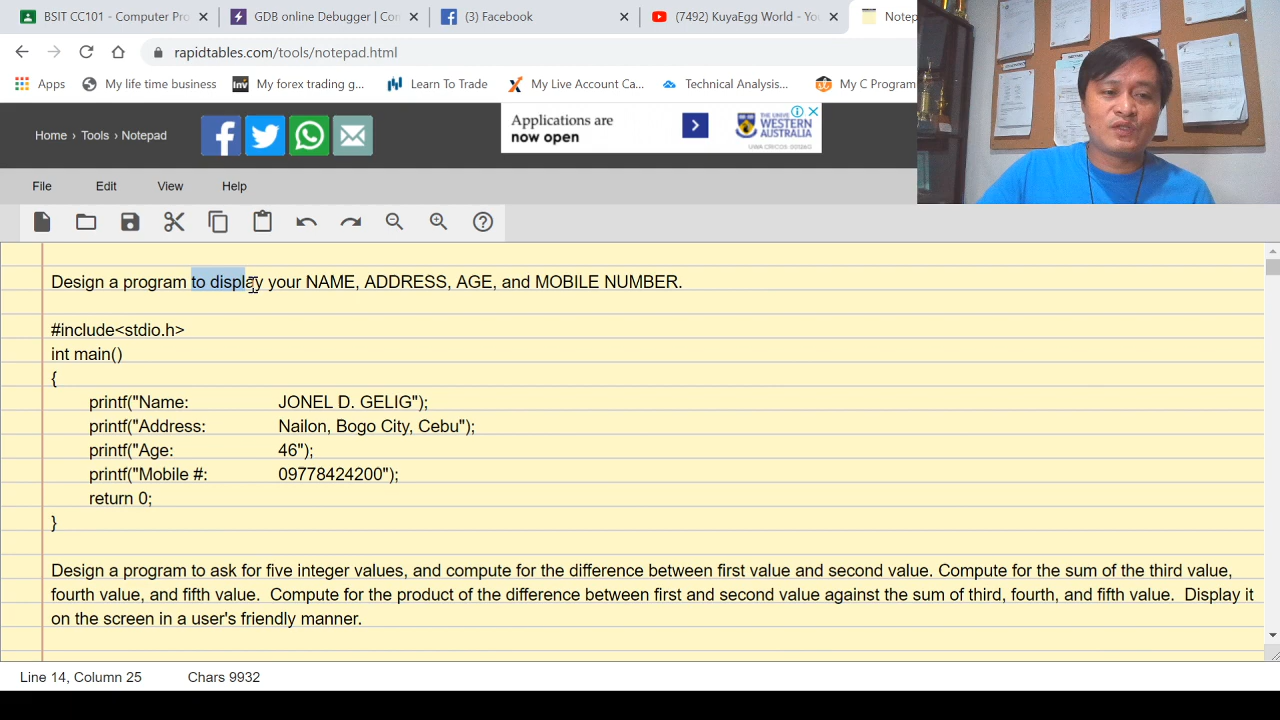 BSIT CC101 - Computer Pro
GDB online Debugger | Con
Facebook
(7492) KuyaEgg World - Yo
Notep
rapidtables.com/tools/notepad.html
Apps
My life time business
My forex trading g...
Learn To Trade
My Live Account Ca...
Technical Analysis...
My C Program
Home › Tools › Notepad
Applications are
now open
THE UNIV
WESTERN
AUSTRALIA
UWA CRICOS 00126G
File Edit View Help
Design a program to display your NAME, ADDRESS, AGE, and MOBILE NUMBER.
#include<stdio.h>
int main()
{
printf("Name: JONEL D. GELIG");
printf("Address: Nailon, Bogo City, Cebu");
printf("Age: 46");
printf("Mobile #: 09778424200");
return 0;
}
Design a program to ask for five integer values, and compute for the difference between first value and second value. Compute for the sum of the third value,
fourth value, and fifth value. Compute for the product of the difference between first and second value against the sum of third, fourth, and fifth value. Display it
on the screen in a user's friendly manner.
Line 14, Column 25 Chars 9932